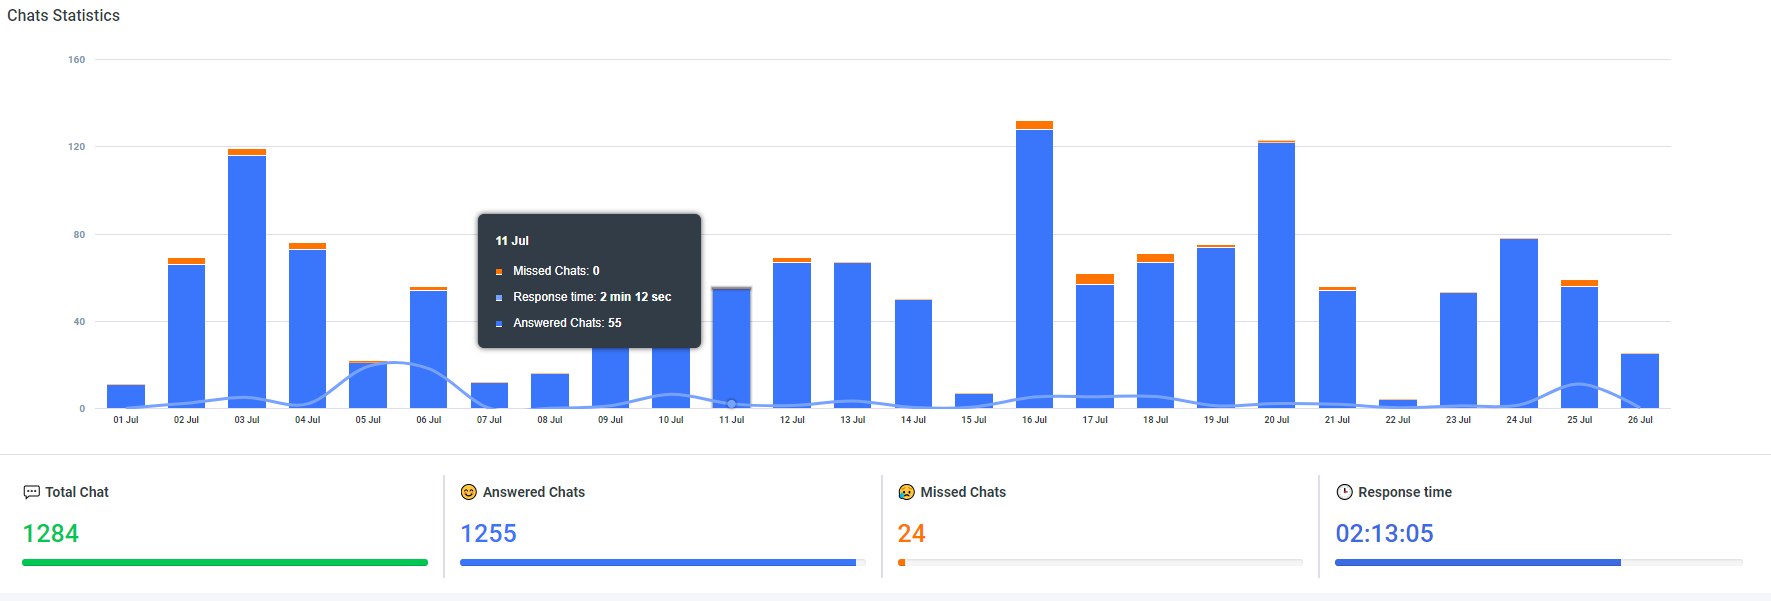 Chats Statistics
160
120
80
40
0
11 Jul
Missed Chats: 0
Response time: 2 min 12 sec
Answered Chats: 55
01 Jul 02 Jul 03 Jul 04 Jul 05 Jul 06 Jul 07 Jul 08 Jul 09 Jul 10 Jul 11 Jul 12 Jul 13 Jul 14 Jul 15 Jul 16 Jul 17 Jul 18 Jul 19 Jul 20 Jul 21 Jul 22 Jul 23 Jul 24 Jul 25 Jul 26 Jul
Total Chat
1284
Answered Chats
1255
Missed Chats
24
Response time
02:13:05